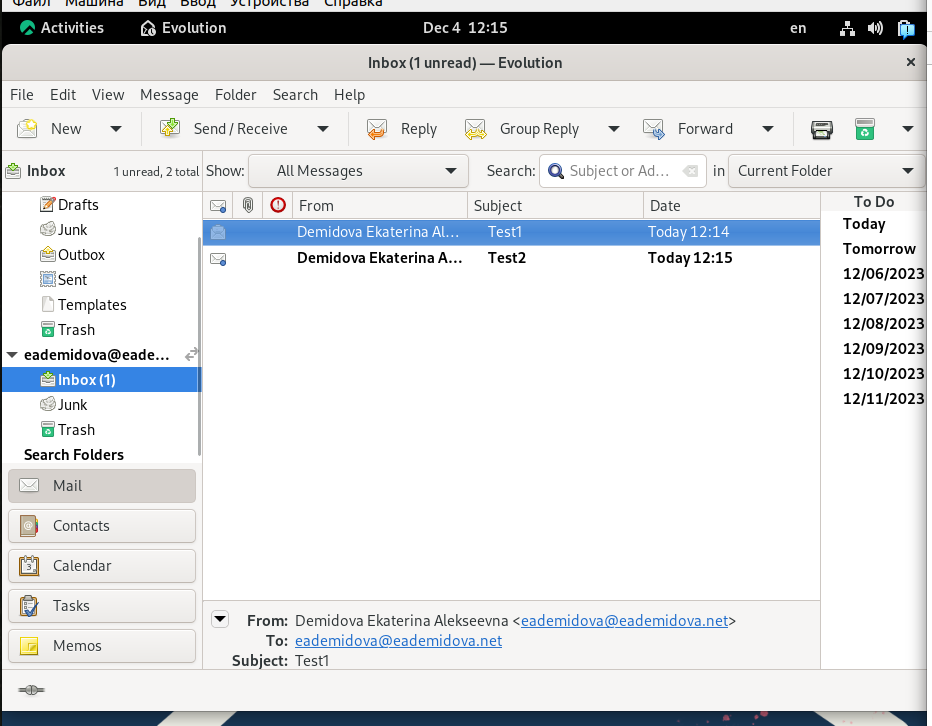 Файл Машина Вид Ввод Устройства Справка
Activities Evolution Dec 4 12:15 en
Inbox (1 unread) — Evolution ×
File Edit View Message Folder Search Help
New Send / Receive Reply Group Reply Forward
Inbox 1 unread, 2 total Show: All Messages Search: Subject or Ad… in Current Folder
From Subject Date
Demidova Ekaterina Al… Test1 Today 12:14
Demidova Ekaterina A… Test2 Today 12:15
Drafts
Junk
Outbox
Sent
Templates
Trash
eademidova@eade…
Inbox (1)
Junk
Trash
Search Folders
Mail
Contacts
Calendar
Tasks
Memos
From: Demidova Ekaterina Alekseevna <eademidova@eademidova.net>
To: eademidova@eademidova.net
Subject: Test1
To Do
Today
Tomorrow
12/06/2023
12/07/2023
12/08/2023
12/09/2023
12/10/2023
12/11/2023